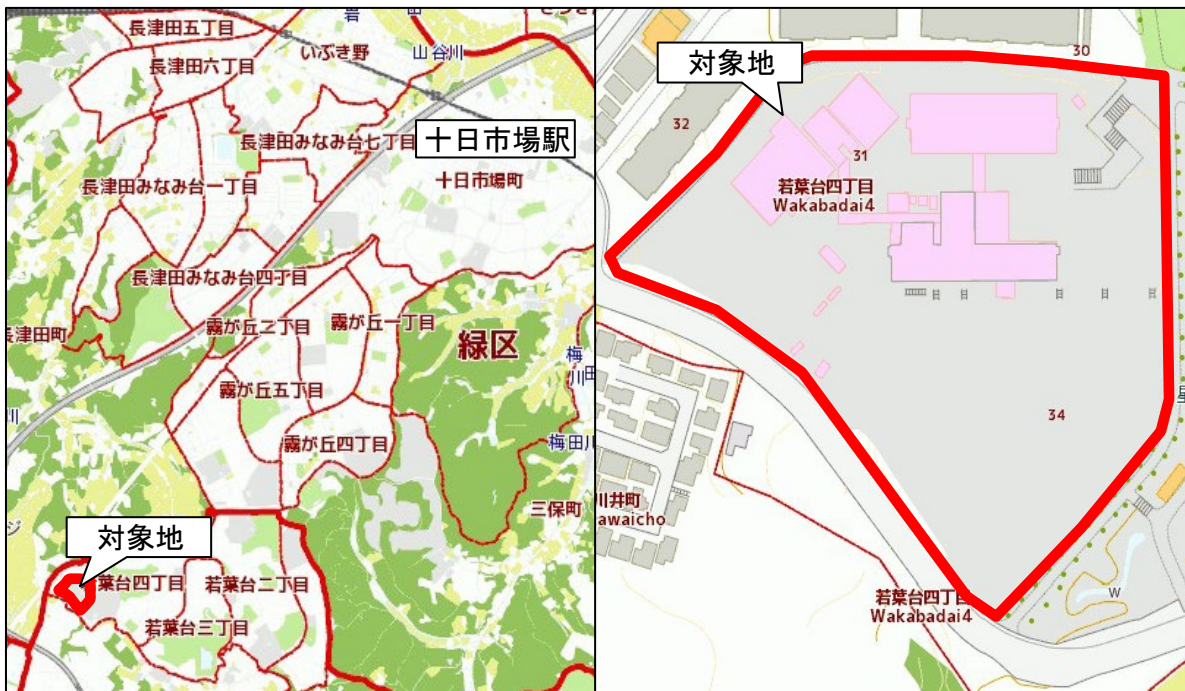 長津田五丁目
いぶき野
山谷川
長津田六丁目
長津田みなみ台七丁目
十日市場駅
十日市場町
長津田みなみ台一丁目
長津田みなみ台四丁目
長津田町
霧が丘二丁目
霧が丘一丁目
緑区
霧が丘五丁目
霧が丘四丁目
梅田川
三保町
対象地
葉台四丁目
若葉台二丁目
若葉台三丁目
対象地
30
32
31
若葉台四丁目
Wakabadai4
34
川井町
awaicho
若葉台四丁目
Wakabadai4
W